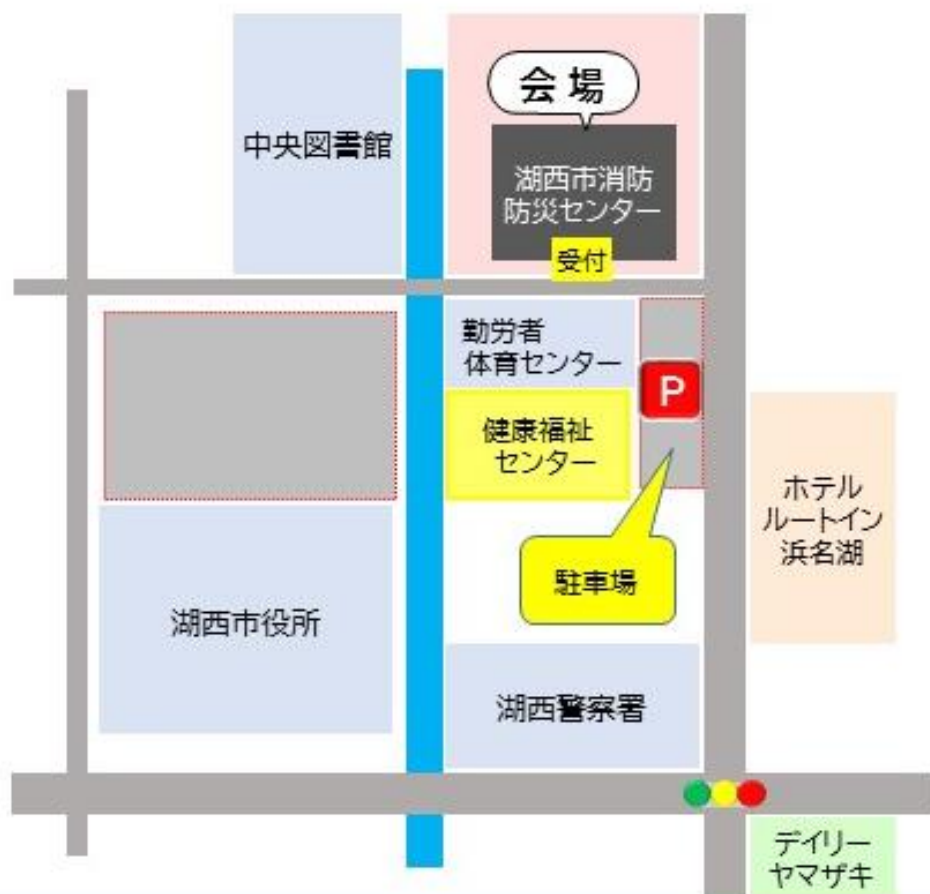 会場
中央図書館
湖西市消防
防災センター
受付
勤労者
体育センター
P
健康福祉
センター
ホテル
ルートイン
浜名湖
駐車場
湖西市役所
湖西警察署
デイリー
ヤマザキ